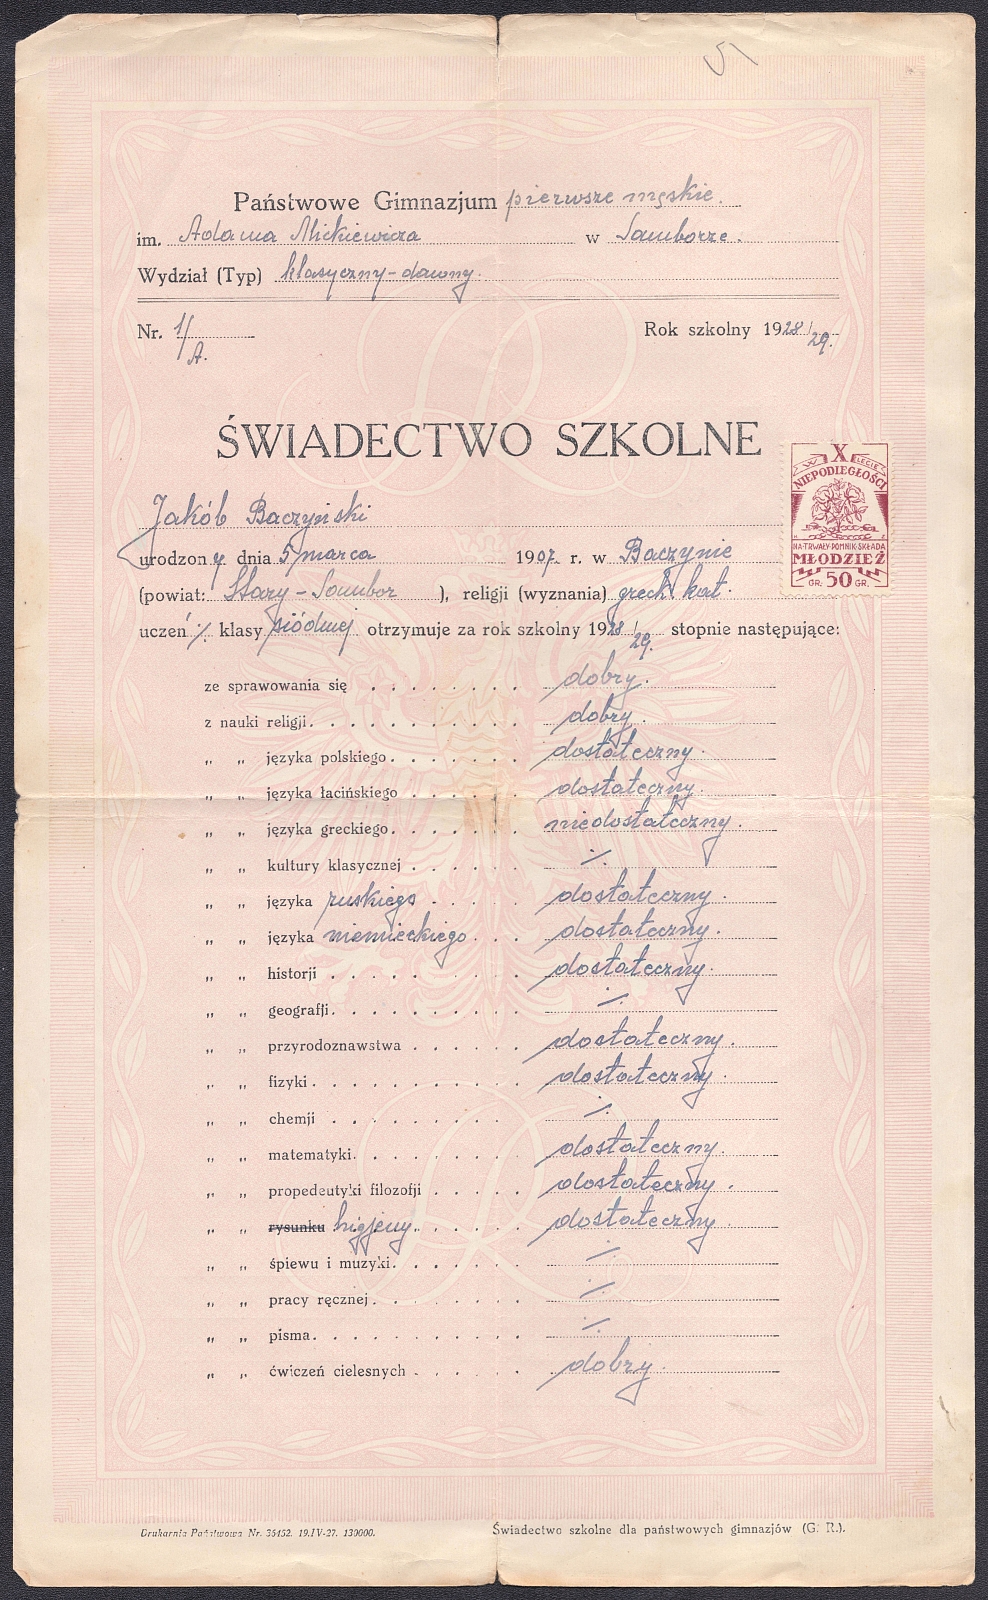 Państwowe Gimnazjum pierwsze męskie.
im. Adama Mickiewicza w Samborze.
Wydział (Typ) klasyczny-dawny.
Nr. 1/A. Rok szkolny 1928/29.
ŚWIADECTWO SZKOLNE
W X LECIE
NIEPODLEGŁOŚCI
NA·TRWAŁY·POMNIK·SKŁADA
MŁODZIEŻ
GR. 50 GR.
Jakób Baczyński
urodzony dnia 5 marca 1907. r. w Baczynie
(powiat: Stary-Sambor ), religji (wyznania) greck. kat.
uczeń ./. klasy siódmej otrzymuje za rok szkolny 1928/29. stopnie następujące:
ze sprawowania się . . . . . . . . dobry.
z nauki religji. . . . . . . . . dobry.
„ „ języka polskiego . . . . . . . dostateczny.
„ „ języka łacińskiego . . . . . . dostateczny.
„ „ języka greckiego. . . . . . . niedostateczny.
„ „ kultury klasycznej . . . . . . ./.
„ „ języka ruskiego . . . . . dostateczny.
„ „ języka niemieckiego . . . dostateczny.
„ „ historji . . . . . . . . . . dostateczny.
„ „ geografji. . . . . . . . . . ./.
„ „ przyrodoznawstwa . . . . . . dostateczny.
„ „ fizyki . . . . . . . . . . dostateczny.
„ „ chemji . . . . . . . . . ./.
„ „ matematyki. . . . . . . . . dostateczny.
„ „ propedeutyki filozofji . . . . . dostateczny.
„ „ rysunku higjeny. . . . . . dostateczny.
„ „ śpiewu i muzyki. . . . . . . ./.
„ „ pracy ręcznej . . . . . . . . ./.
„ „ pisma. . . . . . . . . . . ./.
„ „ ćwiczeń cielesnych . . . . . . dobry.
Drukarnia Państwowa Nr. 35452. 19.IV-27. 130000. Świadectwo szkolne dla państwowych gimnazjów (G. R.).